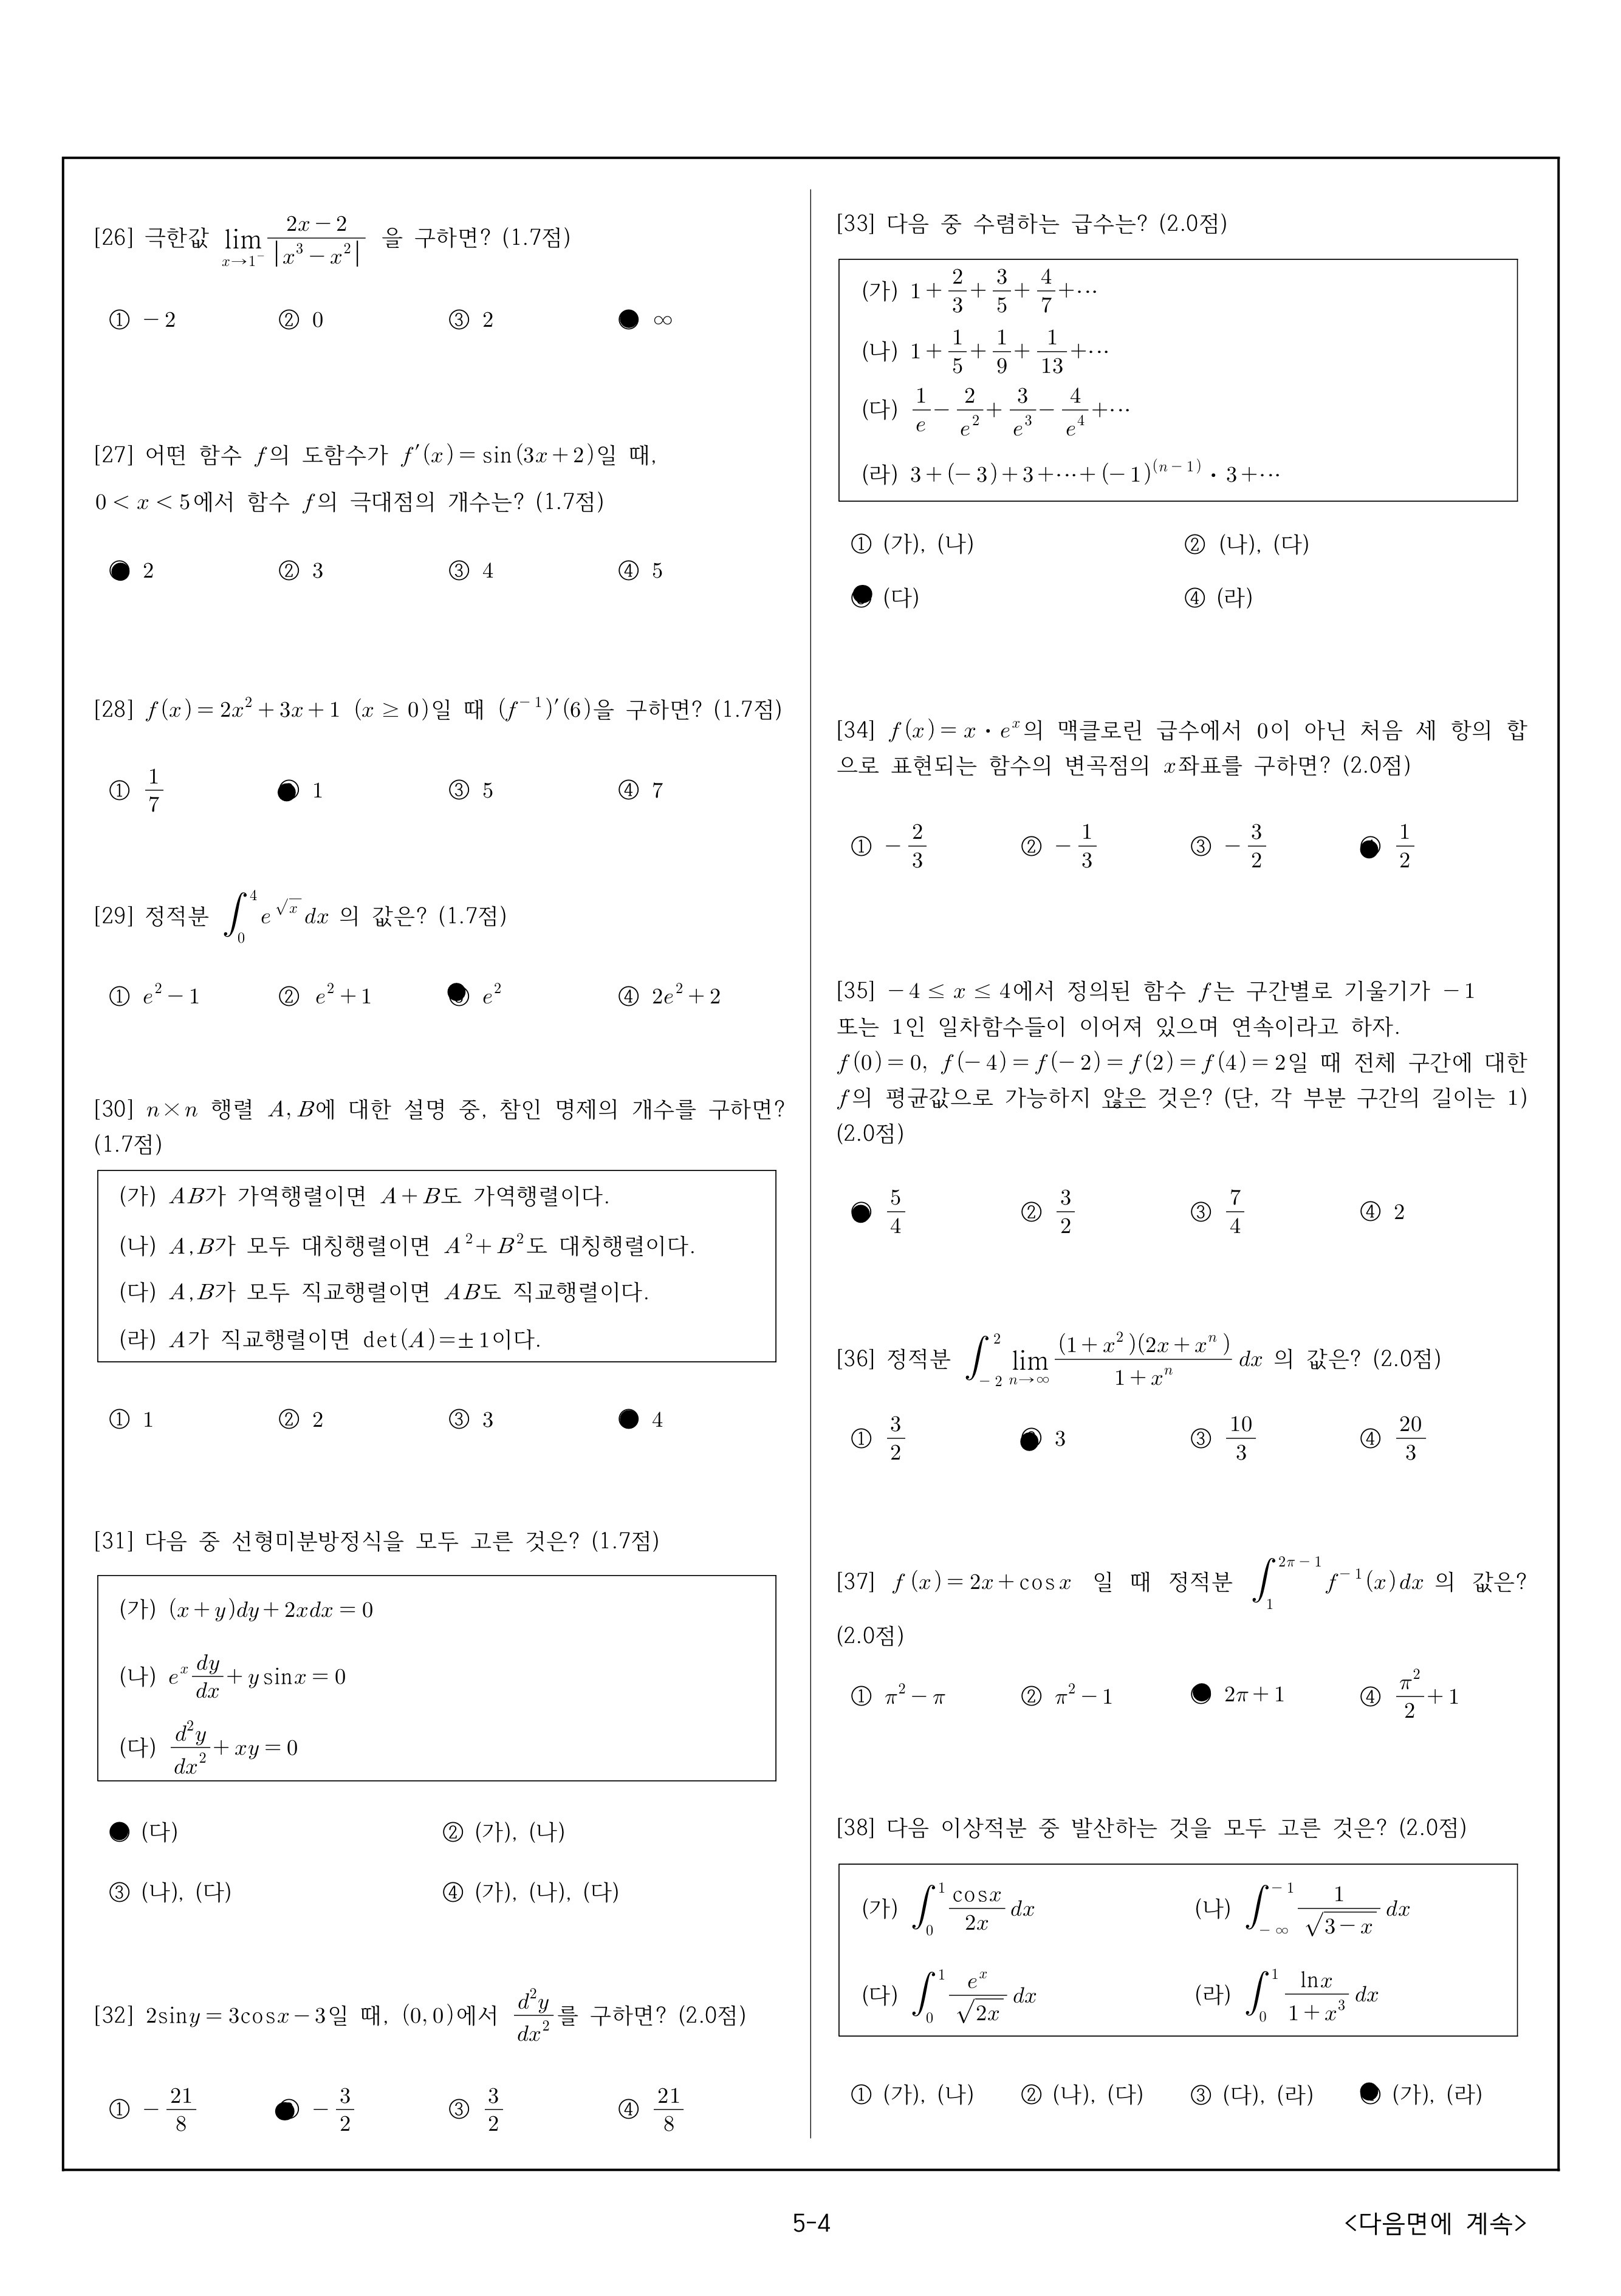 [26] 극한값 $\lim_{x \to 1^-} \frac{2x-2}{|x^3-x^2|}$ 을 구하면? (1.7점)
① −2 ② 0 ③ 2 ● ∞
[27] 어떤 함수 $f$의 도함수가 $f'(x) = \sin(3x+2)$일 때,
$0 < x < 5$에서 함수 $f$의 극대점의 개수는? (1.7점)
● 2 ② 3 ③ 4 ④ 5
[28] $f(x) = 2x^2+3x+1$ $(x \geq 0)$일 때 $(f^{-1})'(6)$을 구하면? (1.7점)
① $\frac{1}{7}$ ● 1 ③ 5 ④ 7
[29] 정적분 $\int_0^4 e^{\sqrt{x}} dx$ 의 값은? (1.7점)
① $e^2-1$ ② $e^2+1$ ● $e^2$ ④ $2e^2+2$
[30] $n \times n$ 행렬 $A, B$에 대한 설명 중, 참인 명제의 개수를 구하면?
(1.7점)
(가) $AB$가 가역행렬이면 $A+B$도 가역행렬이다.
(나) $A, B$가 모두 대칭행렬이면 $A^2+B^2$도 대칭행렬이다.
(다) $A, B$가 모두 직교행렬이면 $AB$도 직교행렬이다.
(라) $A$가 직교행렬이면 $\det(A) = \pm 1$이다.
① 1 ② 2 ③ 3 ● 4
[31] 다음 중 선형미분방정식을 모두 고른 것은? (1.7점)
(가) $(x+y)dy+2xdx=0$
(나) $e^x \frac{dy}{dx} + y\sin x = 0$
(다) $\frac{d^2y}{dx^2} + xy = 0$
● (다) ② (가), (나)
③ (나), (다) ④ (가), (나), (다)
[32] $2\sin y = 3\cos x - 3$일 때, $(0,0)$에서 $\frac{d^2y}{dx^2}$를 구하면? (2.0점)
① $-\frac{21}{8}$ ● $-\frac{3}{2}$ ③ $\frac{3}{2}$ ④ $\frac{21}{8}$
[33] 다음 중 수렴하는 급수는? (2.0점)
(가) $1+\frac{2}{3}+\frac{3}{5}+\frac{4}{7}+\cdots$
(나) $1+\frac{1}{5}+\frac{1}{9}+\frac{1}{13}+\cdots$
(다) $\frac{1}{e}-\frac{2}{e^2}+\frac{3}{e^3}-\frac{4}{e^4}+\cdots$
(라) $3+(-3)+3+\cdots+(-1)^{(n-1)} \cdot 3+\cdots$
① (가), (나) ② (나), (다)
● (다) ④ (라)
[34] $f(x) = x \cdot e^x$의 맥클로린 급수에서 0이 아닌 처음 세 항의 합
으로 표현되는 함수의 변곡점의 $x$좌표를 구하면? (2.0점)
① $-\frac{2}{3}$ ② $-\frac{1}{3}$ ③ $-\frac{3}{2}$ ● $\frac{1}{2}$
[35] $-4 \leq x \leq 4$에서 정의된 함수 $f$는 구간별로 기울기가 −1
또는 1인 일차함수들이 이어져 있으며 연속이라고 하자.
$f(0)=0$, $f(-4)=f(-2)=f(2)=f(4)=2$일 때 전체 구간에 대한
$f$의 평균값으로 가능하지 않은 것은? (단, 각 부분 구간의 길이는 1)
(2.0점)
● $\frac{5}{4}$ ② $\frac{3}{2}$ ③ $\frac{7}{4}$ ④ 2
[36] 정적분 $\int_{-2}^{2} \lim_{n \to \infty} \frac{(1+x^2)(2x+x^n)}{1+x^n} dx$ 의 값은? (2.0점)
① $\frac{3}{2}$ ● 3 ③ $\frac{10}{3}$ ④ $\frac{20}{3}$
[37] $f(x) = 2x+\cos x$ 일 때 정적분 $\int_1^{2\pi-1} f^{-1}(x)dx$ 의 값은?
(2.0점)
① $\pi^2-\pi$ ② $\pi^2-1$ ● $2\pi+1$ ④ $\frac{\pi^2}{2}+1$
[38] 다음 이상적분 중 발산하는 것을 모두 고른 것은? (2.0점)
(가) $\int_0^1 \frac{\cos x}{2x} dx$ (나) $\int_{-\infty}^{-1} \frac{1}{\sqrt{3-x}} dx$
(다) $\int_0^1 \frac{e^x}{\sqrt{2x}} dx$ (라) $\int_0^1 \frac{\ln x}{1+x^3} dx$
① (가), (나) ② (나), (다) ③ (다), (라) ● (가), (라)
5-4
<다음면에 계속>